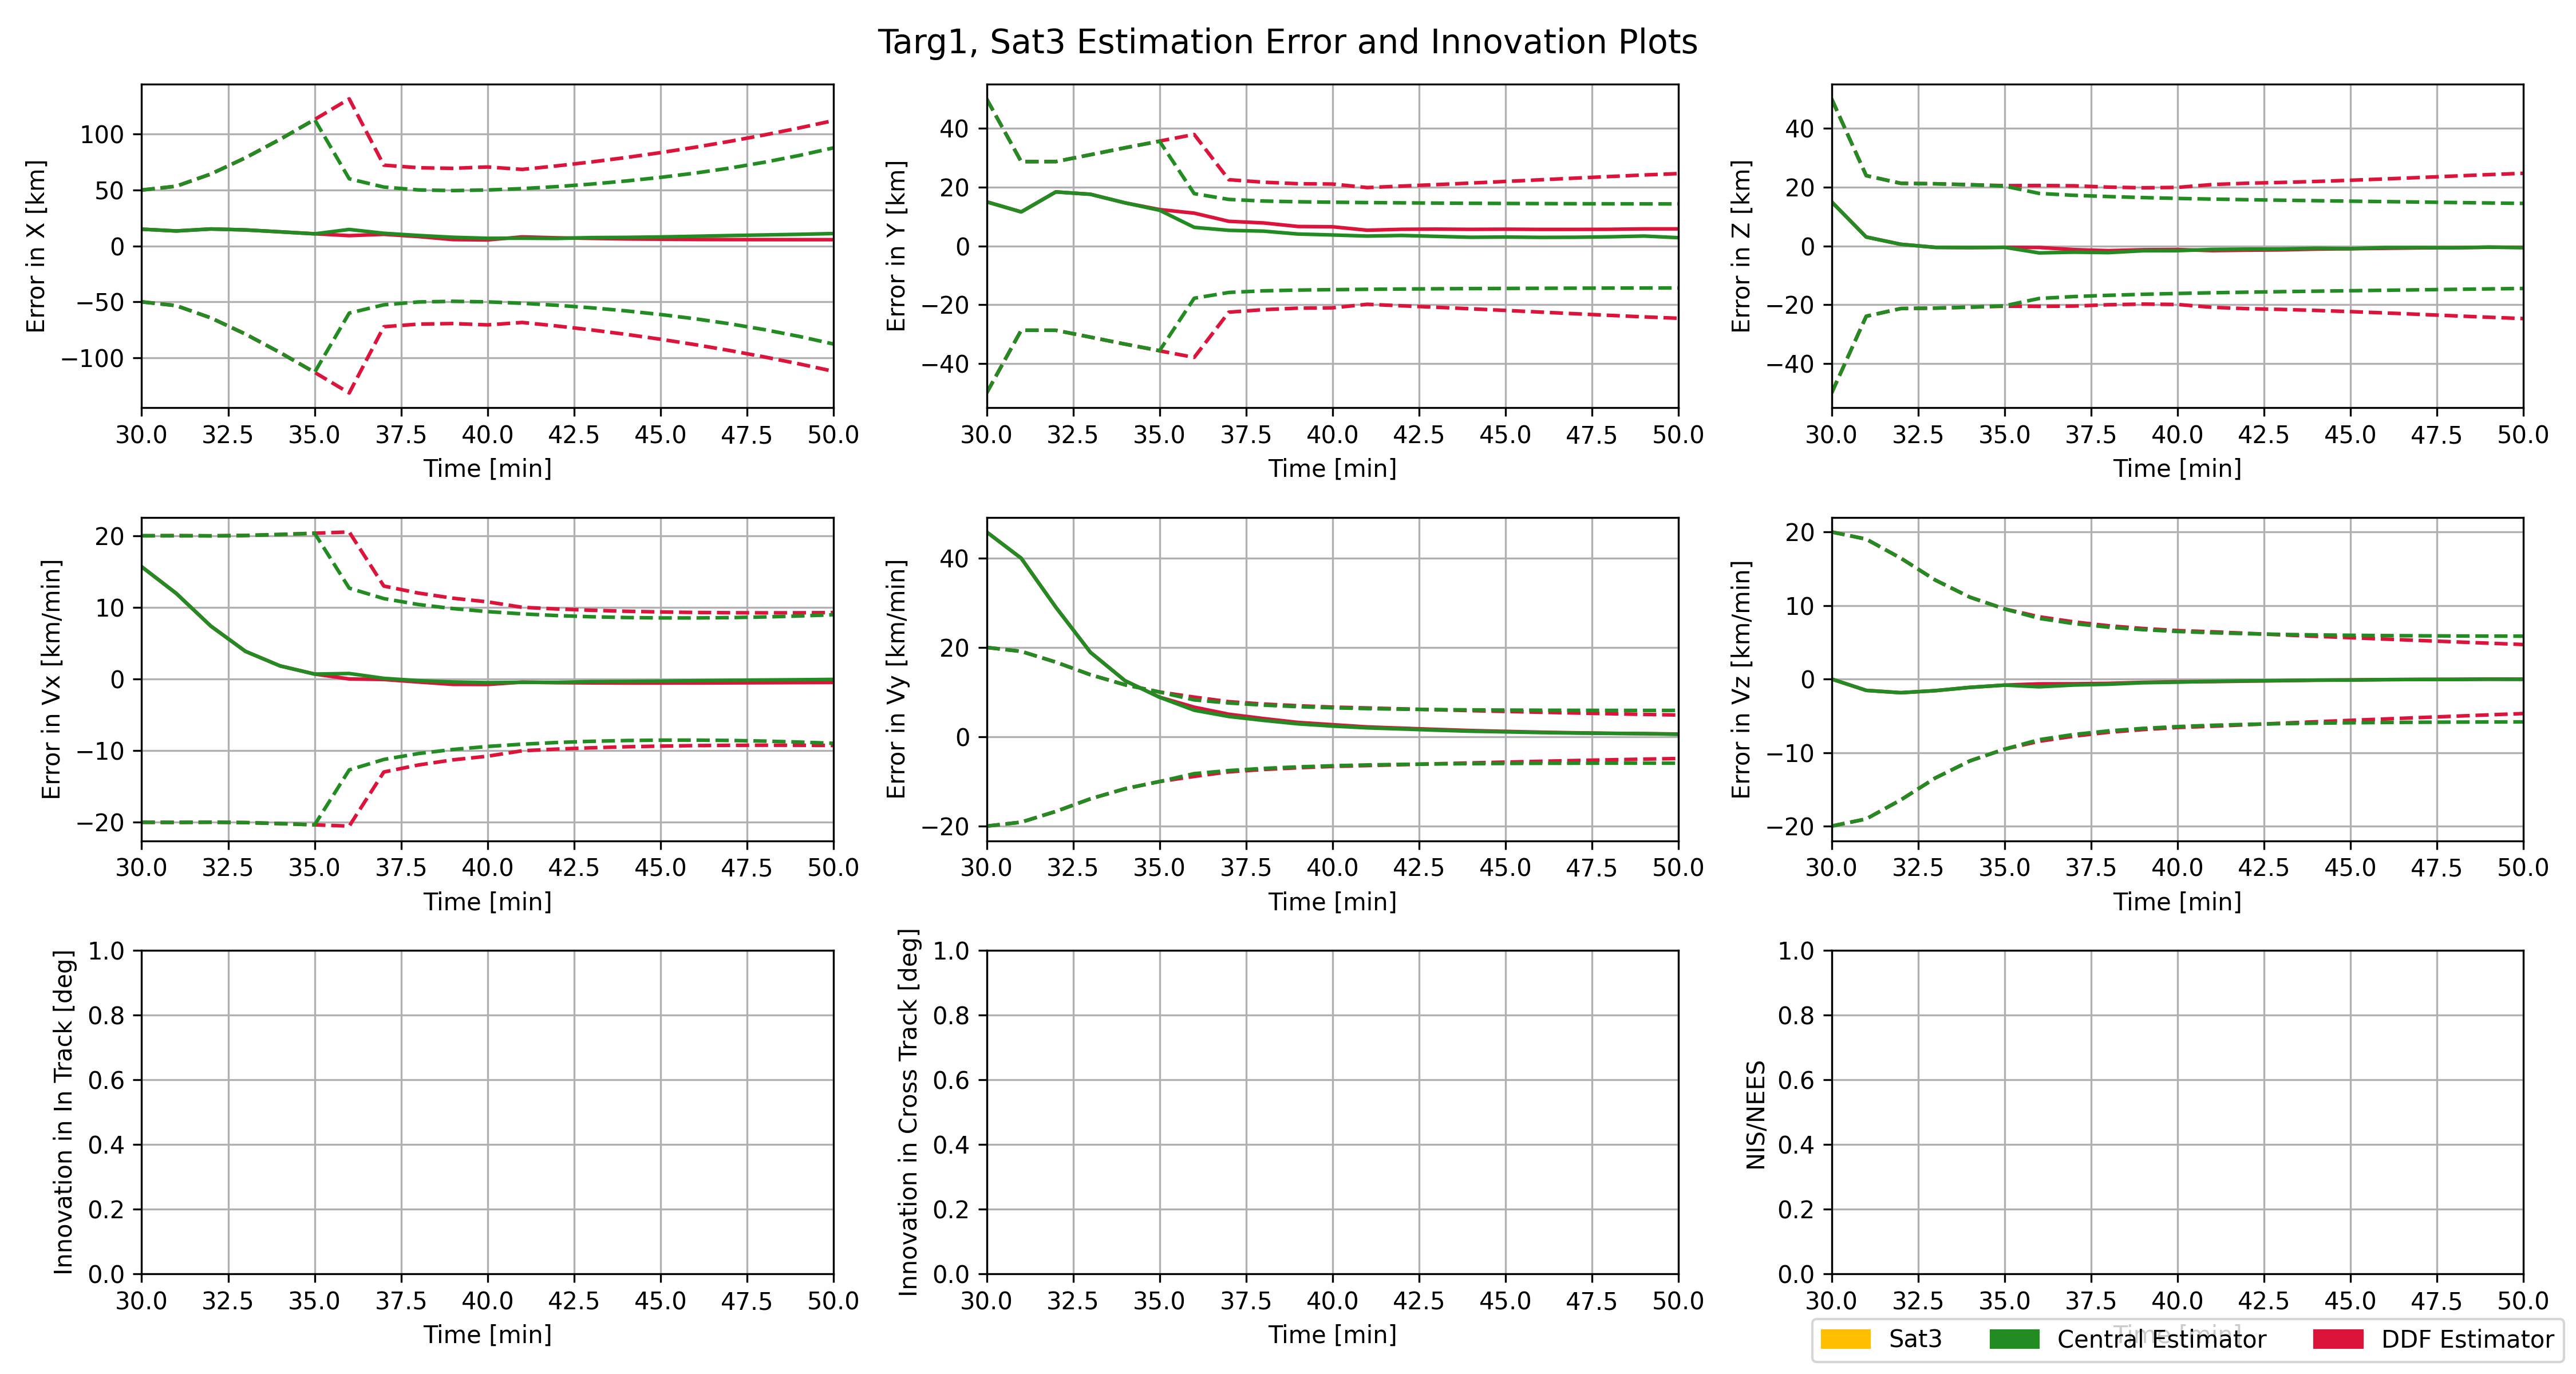 Targ1, Sat3 Estimation Error and Innovation Plots
Error in X [km]
100
50
0
−50
−100
30.0 32.5 35.0 37.5 40.0 42.5 45.0 47.5 50.0
Time [min]
Error in Y [km]
40
20
0
−20
−40
30.0 32.5 35.0 37.5 40.0 42.5 45.0 47.5 50.0
Time [min]
Error in Z [km]
40
20
0
−20
−40
30.0 32.5 35.0 37.5 40.0 42.5 45.0 47.5 50.0
Time [min]
Error in Vx [km/min]
20
10
0
−10
−20
30.0 32.5 35.0 37.5 40.0 42.5 45.0 47.5 50.0
Time [min]
Error in Vy [km/min]
40
20
0
−20
30.0 32.5 35.0 37.5 40.0 42.5 45.0 47.5 50.0
Time [min]
Error in Vz [km/min]
20
10
0
−10
−20
30.0 32.5 35.0 37.5 40.0 42.5 45.0 47.5 50.0
Time [min]
Innovation in In Track [deg]
1.0
0.8
0.6
0.4
0.2
0.0
30.0 32.5 35.0 37.5 40.0 42.5 45.0 47.5 50.0
Time [min]
Innovation in Cross Track [deg]
1.0
0.8
0.6
0.4
0.2
0.0
30.0 32.5 35.0 37.5 40.0 42.5 45.0 47.5 50.0
Time [min]
NIS/NEES
1.0
0.8
0.6
0.4
0.2
0.0
30.0 32.5 35.0 37.5 40.0 42.5 45.0 47.5 50.0
Time [min]
Sat3 Central Estimator DDF Estimator